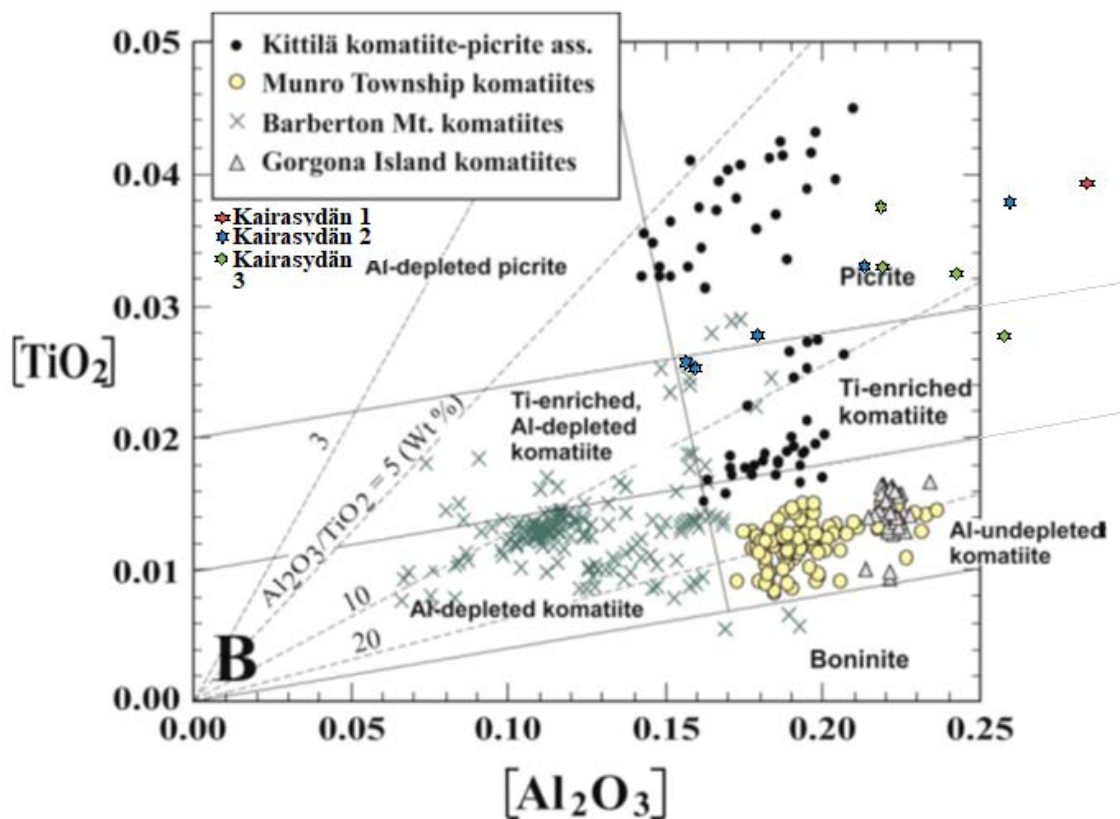 Kittilä komatiite-picrite ass.
Munro Township komatiites
Barberton Mt. komatiites
Gorgona Island komatiites
Kairasydän 1
Kairasydän 2
Kairasydän
3
0.05
0.04
0.03
0.02
0.01
0.00
[TiO2]
Al-depleted picrite
Picrite
Ti-enriched,
Al-depleted
komatiite
Ti-enriched
komatiite
3
Al2O3/TiO2 = 5 (Wt %)
10
20
Al-depleted komatiite
Al-undepleted
komatiite
Boninite
B
0.00 0.05 0.10 0.15 0.20 0.25
[Al2O3]